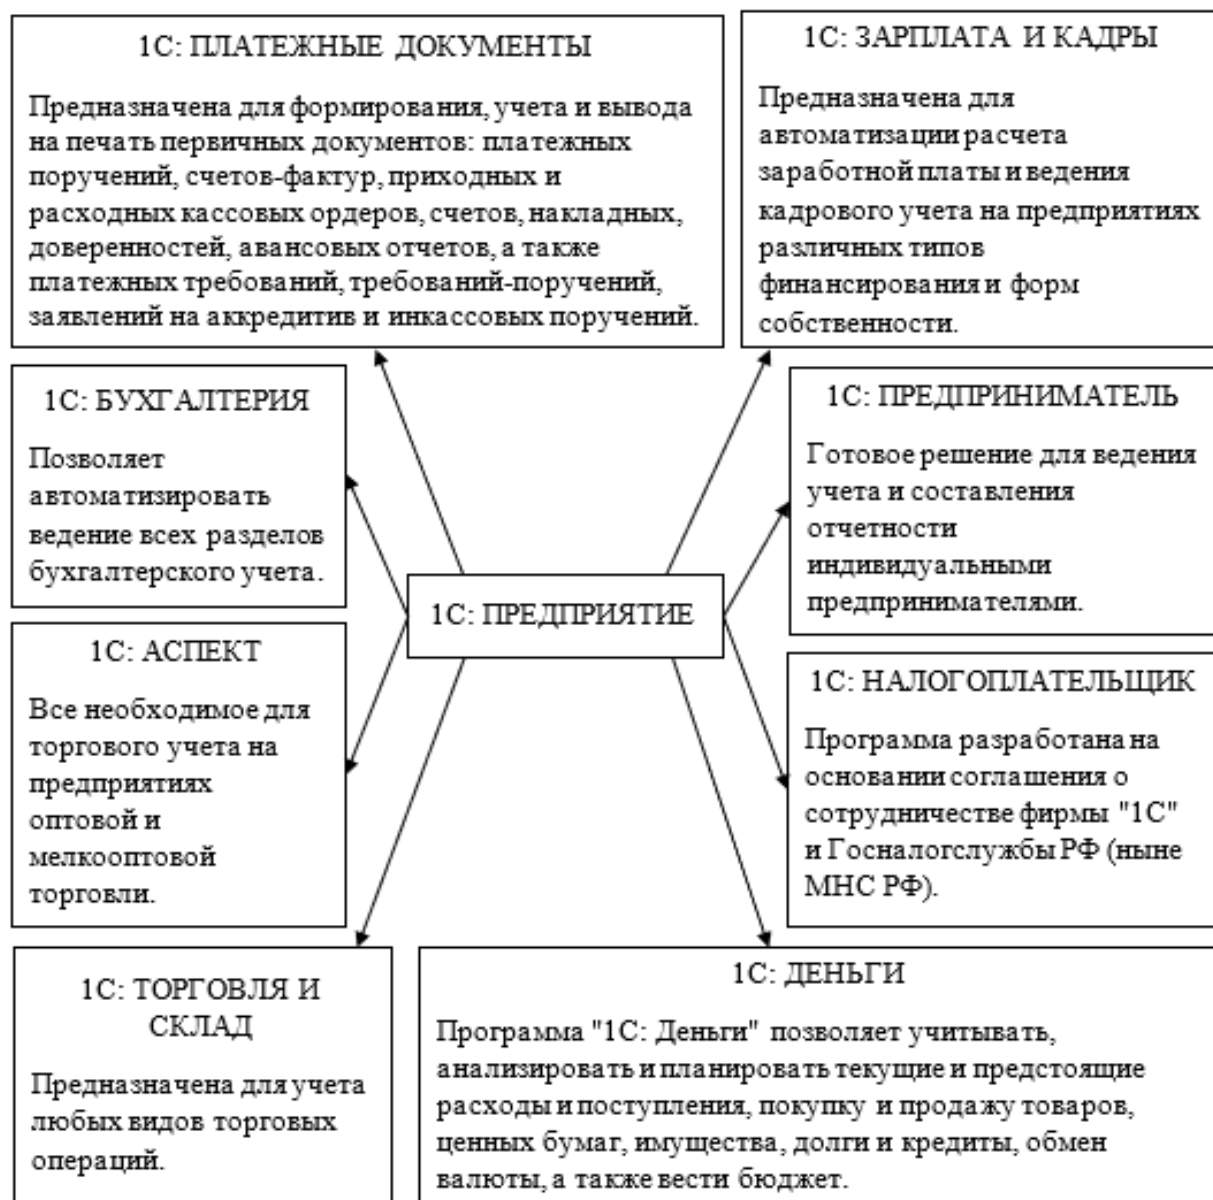 1С: ПЛАТЕЖНЫЕ ДОКУМЕНТЫ
Предназначена для формирования, учета и вывода
на печать первичных документов: платежных
поручений, счетов-фактур, приходных и
расходных кассовых ордеров, счетов, накладных,
доверенностей, авансовых отчетов, а также
платежных требований, требований-поручений,
заявлений на аккредитив и инкассовых поручений.
1С: ЗАРПЛАТА И КАДРЫ
Предназначена для
автоматизации расчета
заработной платы и ведения
кадрового учета на предприятиях
различных типов
финансирования и форм
собственности.
1С: БУХГАЛТЕРИЯ
Позволяет
автоматизировать
ведение всех разделов
бухгалтерского учета.
1С: ПРЕДПРИНИМАТЕЛЬ
Готовое решение для ведения
учета и составления
отчетности
индивидуальными
предпринимателями.
1С: ПРЕДПРИЯТИЕ
1С: АСПЕКТ
Все необходимое для
торгового учета на
предприятиях
оптовой и
мелкооптовой
торговли.
1С: НАЛОГОПЛАТЕЛЬЩИК
Программа разработана на
основании соглашения о
сотрудничестве фирмы "1С"
и Госналогслужбы РФ (ныне
МНС РФ).
1С: ТОРГОВЛЯ И
СКЛАД
Предназначена для учета
любых видов торговых
операций.
1С: ДЕНЬГИ
Программа "1С: Деньги" позволяет учитывать,
анализировать и планировать текущие и предстоящие
расходы и поступления, покупку и продажу товаров,
ценных бумаг, имущества, долги и кредиты, обмен
валюты, а также вести бюджет.